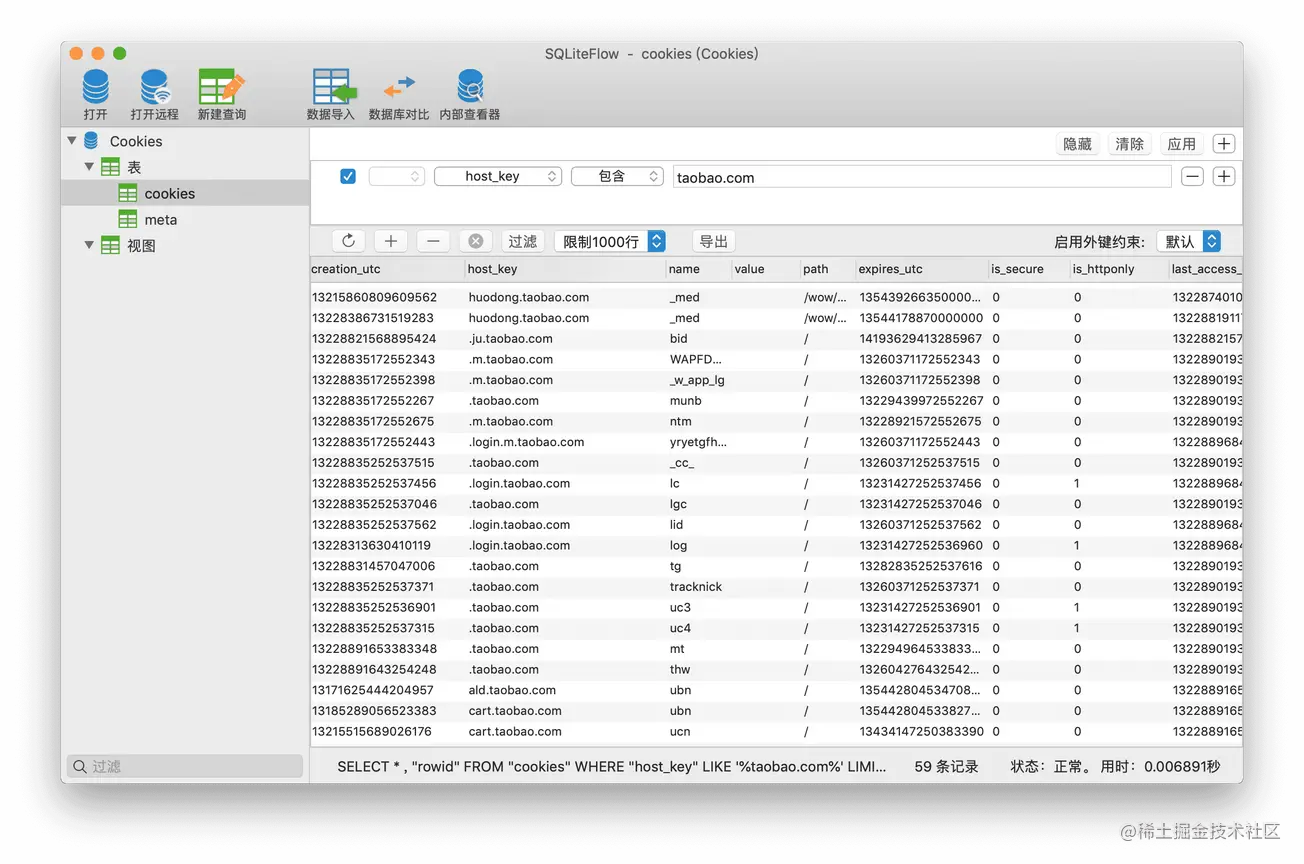 SQLiteFlow - cookies (Cookies)
打开 打开远程 新建查询 数据导入 数据库对比 内部查看器
Cookies
表
cookies
meta
视图
过滤
隐藏 清除 应用
host_key 包含 taobao.com
过滤 限制1000行 导出 启用外键约束: 默认
creation_utc host_key name value path expires_utc is_secure is_httponly last_access_
13215860809609562 huodong.taobao.com _med /wow/... 135439266350000... 0 0 1322874010
13228386731519283 huodong.taobao.com _med /wow/... 13544178870000000 0 0 1322881911
13228821568895424 .ju.taobao.com bid / 14193629413285967 0 0 1322882157
13228835172552343 .m.taobao.com WAPFD... / 13260371172552343 0 0 1322890193
13228835172552398 .m.taobao.com _w_app_lg / 13260371172552398 0 0 1322890193
13228835172552267 .taobao.com munb / 13229439972552267 0 0 1322890193
13228835172552675 .m.taobao.com ntm / 13228921572552675 0 0 1322890193
13228835172552443 .login.m.taobao.com yryetgfh... / 13260371172552443 0 0 1322889684
13228835252537515 .taobao.com _cc_ / 13260371252537515 0 0 1322890193
13228835252537456 .login.taobao.com lc / 13231427252537456 0 1 1322889684
13228835252537046 .taobao.com lgc / 13231427252537046 0 0 1322890193
13228835252537562 .login.taobao.com lid / 13260371252537562 0 0 1322889684
13228313630410119 .login.taobao.com log / 13231427252536960 0 1 1322889684
13228831457047006 .taobao.com tg / 13282835252537616 0 0 1322890193
13228835252537371 .taobao.com tracknick / 13260371252537371 0 0 1322890193
13228835252536901 .taobao.com uc3 / 13231427252536901 0 1 1322890193
13228835252537315 .taobao.com uc4 / 13231427252537315 0 1 1322890193
13228891653383348 .taobao.com mt / 132294964533833... 0 0 1322890193
13228891643254248 .taobao.com thw / 132604276432542... 0 0 1322890193
13171625444204957 ald.taobao.com ubn / 135442804534708... 0 0 1322889165
13185289056523383 cart.taobao.com ubn / 135442804533827... 0 0 1322889165
13215515689026176 cart.taobao.com ucn / 13434147250383390 0 0 1322889165
SELECT * , "rowid" FROM "cookies" WHERE "host_key" LIKE '%taobao.com%' LIMI... 59 条记录 状态：正常。 用时：0.006891秒
@稀土掘金技术社区